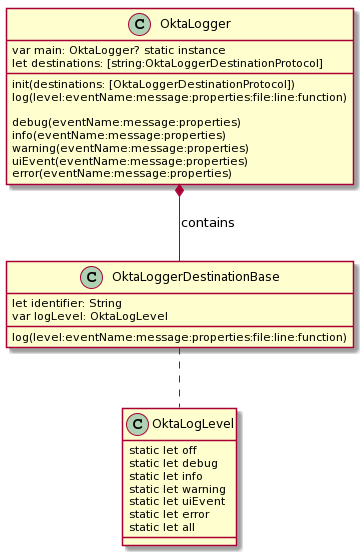 C OktaLogger
var main: OktaLogger? static instance
let destinations: [string:OktaLoggerDestinationProtocol]
init(destinations: [OktaLoggerDestinationProtocol])
log(level:eventName:message:properties:file:line:function)
debug(eventName:message:properties)
info(eventName:message:properties)
warning(eventName:message:properties)
uiEvent(eventName:message:properties)
error(eventName:message:properties)
contains
C OktaLoggerDestinationBase
let identifier: String
var logLevel: OktaLogLevel
log(level:eventName:message:properties:file:line:function)
C OktaLogLevel
static let off
static let debug
static let info
static let warning
static let uiEvent
static let error
static let all